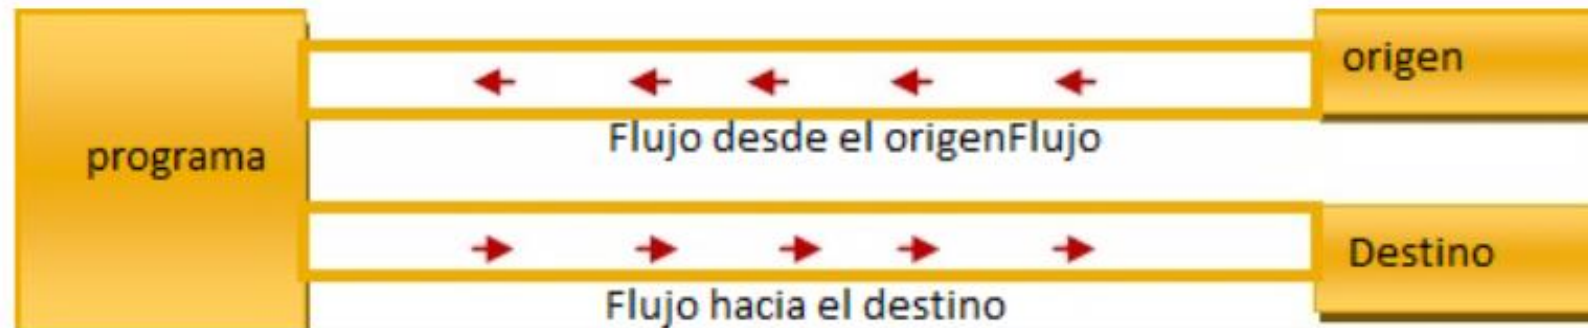 origen
Flujo desde el origenFlujo
programa
Destino
Flujo hacia el destino